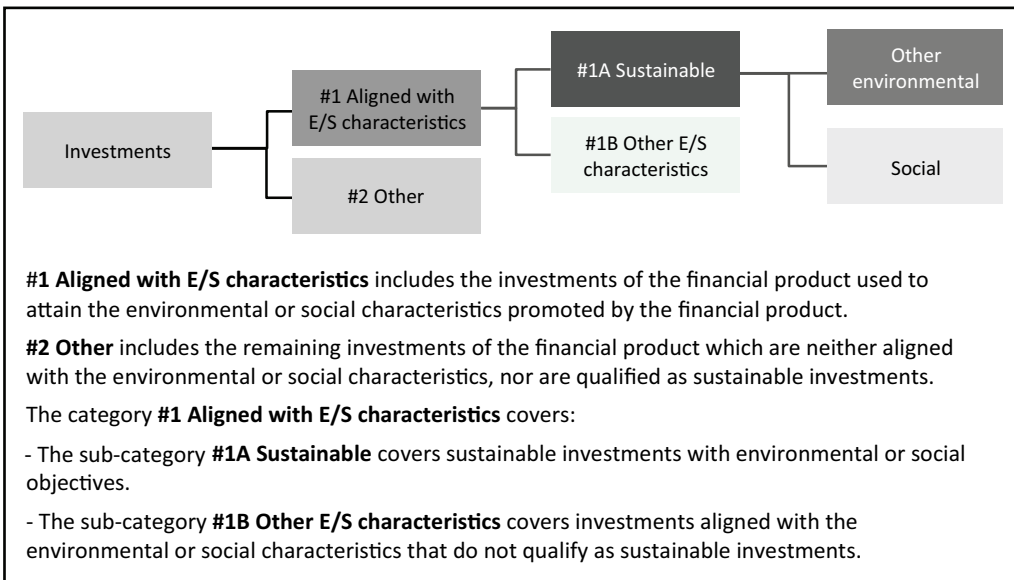 Investments
#1 Aligned with
E/S characteristics
#2 Other
#1A Sustainable
#1B Other E/S
characteristics
Other
environmental
Social
#1 Aligned with E/S characteristics includes the investments of the financial product used to
attain the environmental or social characteristics promoted by the financial product.
#2 Other includes the remaining investments of the financial product which are neither aligned
with the environmental or social characteristics, nor are qualified as sustainable investments.
The category #1 Aligned with E/S characteristics covers:
- The sub-category #1A Sustainable covers sustainable investments with environmental or social
objectives.
- The sub-category #1B Other E/S characteristics covers investments aligned with the
environmental or social characteristics that do not qualify as sustainable investments.